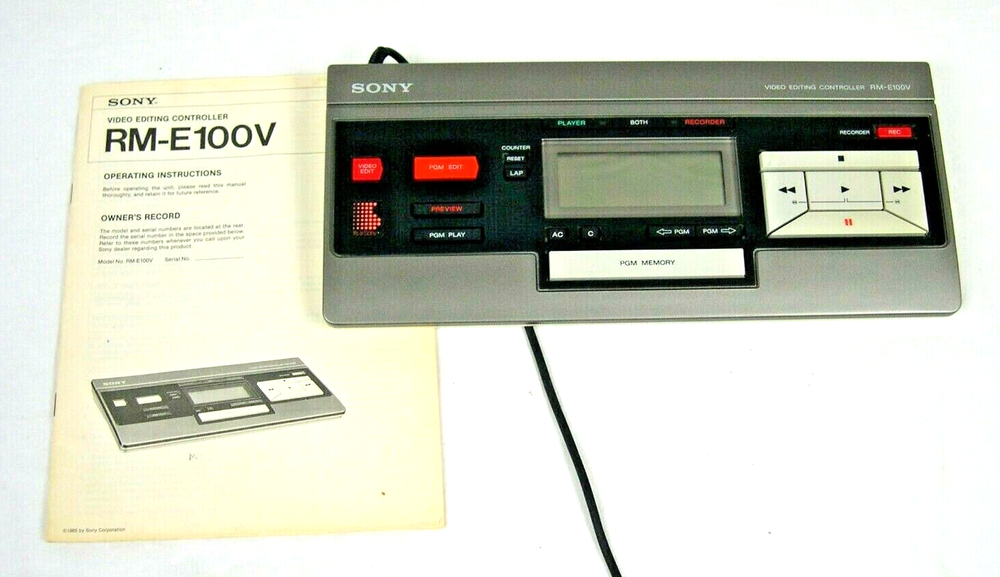 SONY®
VIDEO EDITING CONTROLLER
RM-E100V
OPERATING INSTRUCTIONS
Before operating the unit, please read this manual
thoroughly, and retain it for future reference.
OWNER'S RECORD
The model and serial numbers are located at the rear.
Record the serial number in the space provided below.
Refer to these numbers whenever you call upon your
Sony dealer regarding this product.
Model No. RM-E100V Serial No.
SONY
by Sony Corporation
SONY
VIDEO EDITING CONTROLLER RM-E100V
PLAYER BOTH RECORDER
RECORDER REC
COUNTER
RESET
LAP
VIDEO
EDIT
PGM EDIT
PREVIEW
PGM PLAY
AC C PGM PGM
PGM MEMORY